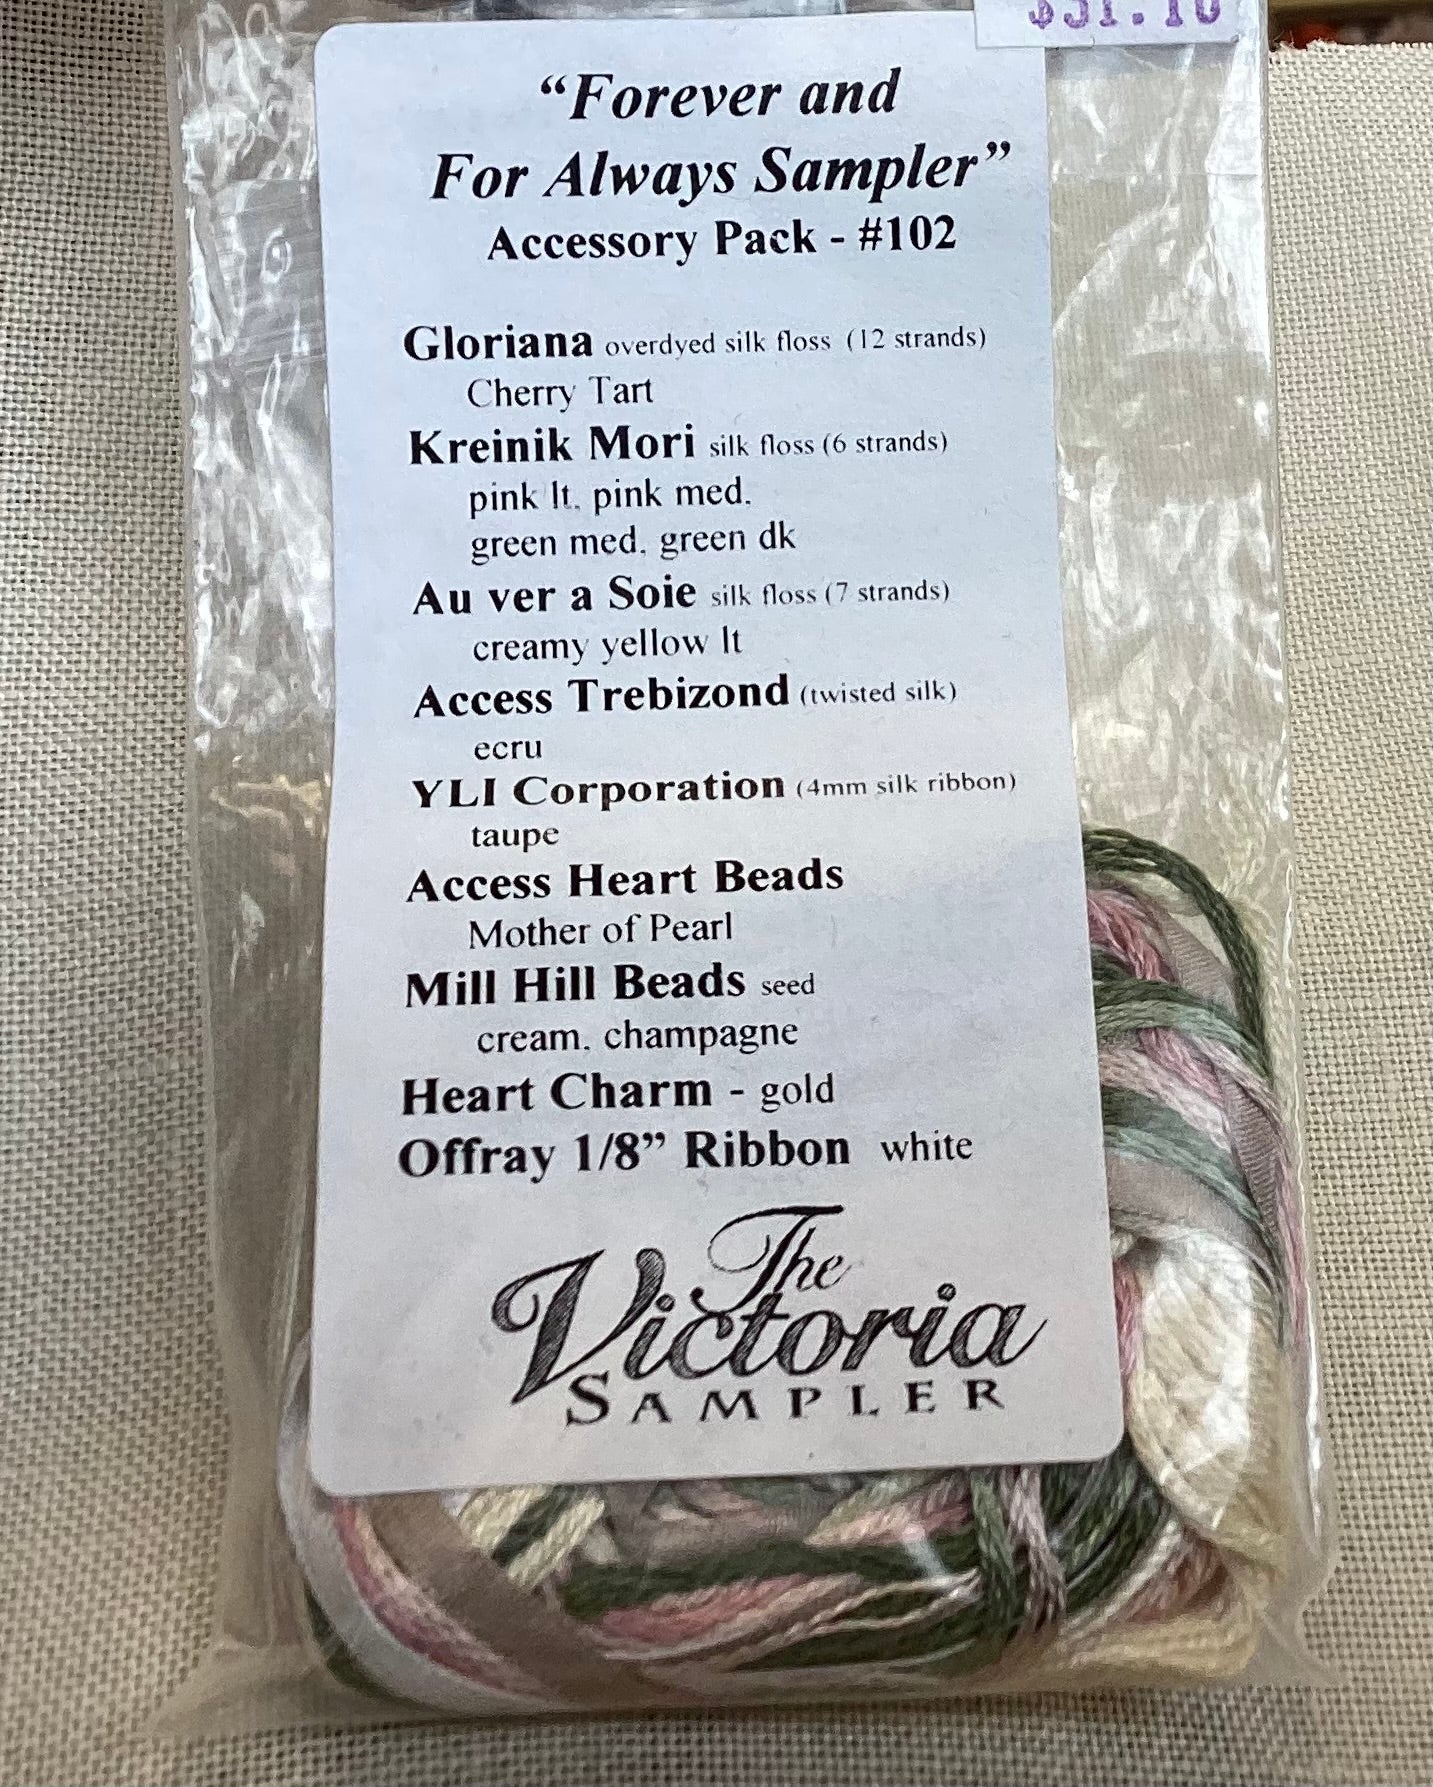 $31.10
“Forever and
For Always Sampler”
Accessory Pack - #102
Gloriana overdyed silk floss (12 strands)
Cherry Tart
Kreinik Mori silk floss (6 strands)
pink lt. pink med.
green med. green dk
Au ver a Soie silk floss (7 strands)
creamy yellow lt
Access Trebizond (twisted silk)
ecru
YLI Corporation (4mm silk ribbon)
taupe
Access Heart Beads
Mother of Pearl
Mill Hill Beads seed
cream. champagne
Heart Charm - gold
Offray 1/8” Ribbon white
The
Victoria
SAMPLER